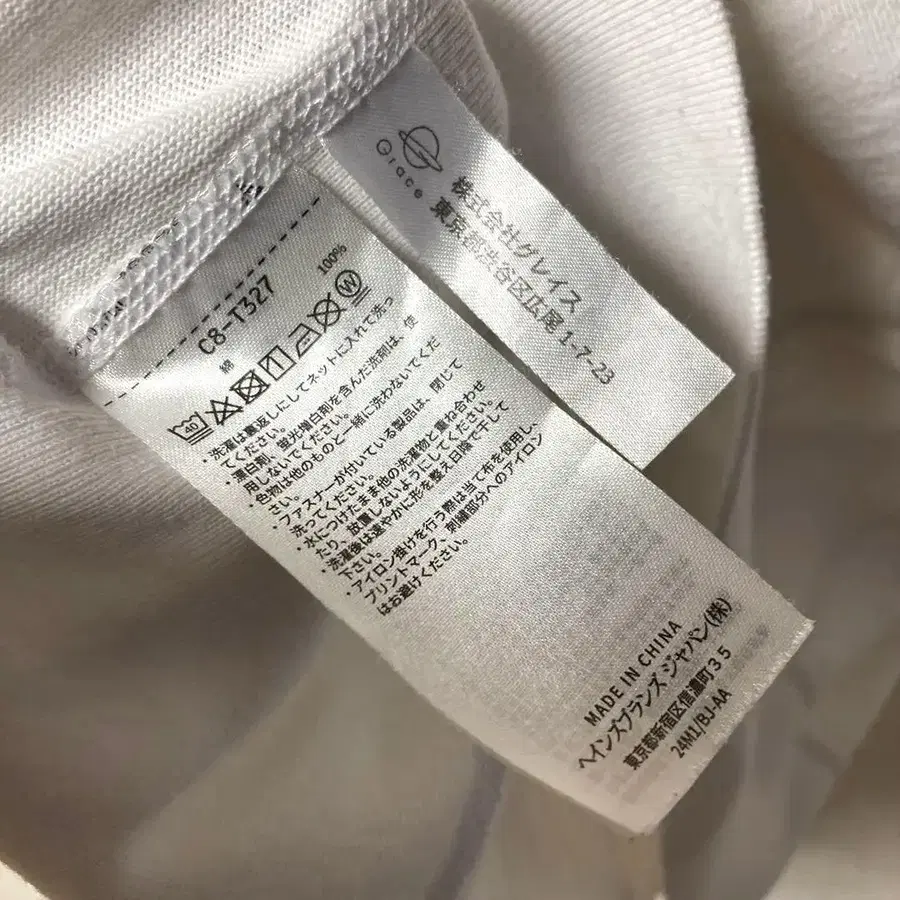 Grace
株式会社グレイス
東京都渋谷区広尾 1-7-23
C8-T327
綿 100%
40
W
・洗濯は裏返しにしてネットに入れて洗っ
てください。
・漂白剤、蛍光増白剤を含んだ洗剤は、使
用しないでください。
・色物は他のものと一緒に洗わないでくだ
さい。
・ファスナーが付いている製品は、閉じて
洗ってください。
・水につけたまま他の洗濯物と重ね合わせ
たり、放置しないようにしてください。
・洗濯後は速やかに形を整え日陰で干して
下さい。
・アイロン掛けを行う際は当て布を使用し、
プリントマーク、刺繍部分へのアイロン
はお避けください。
MADE IN CHINA
ヘインズブランズ ジャパン(株)
東京都新宿区信濃町35
24M1/BJ-AA